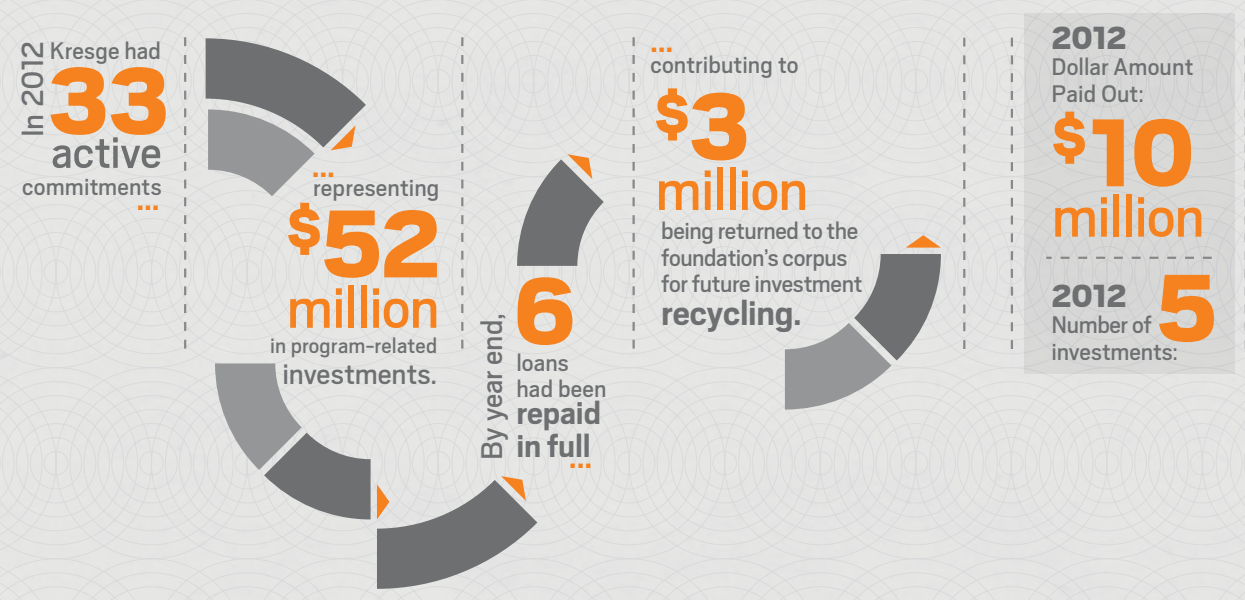 In 2012
Kresge had
33
active
commitments
...
...
representing
$52
million
in program-related
investments.
By year end,
6
loans
had been
repaid
in full
...
...
contributing to
$3
million
being returned to the
foundation's corpus
for future investment
recycling.
2012
Dollar Amount
Paid Out:
$10
million
2012
Number of 5
investments: